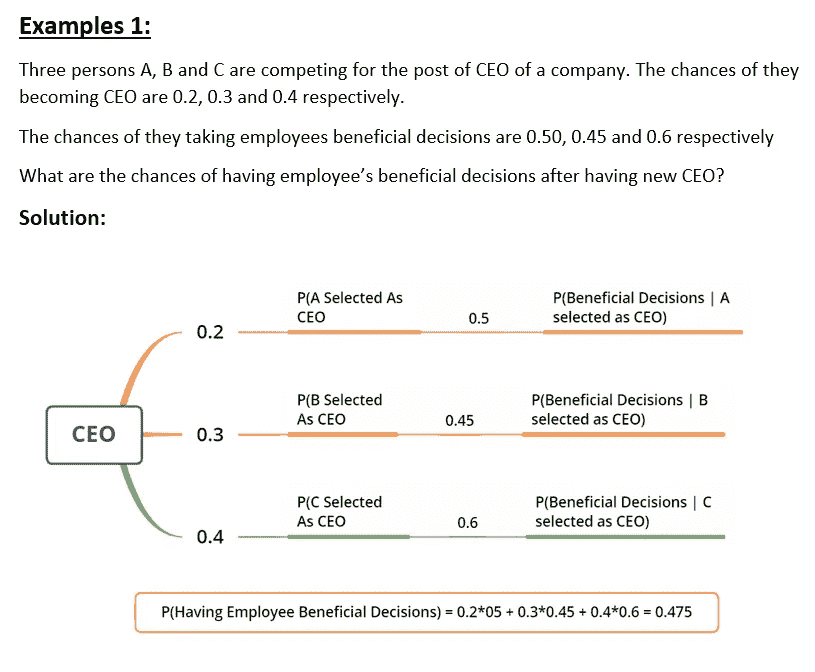 Examples 1:
Three persons A, B and C are competing for the post of CEO of a company. The chances of they
becoming CEO are 0.2, 0.3 and 0.4 respectively.
The chances of they taking employees beneficial decisions are 0.50, 0.45 and 0.6 respectively
What are the chances of having employee’s beneficial decisions after having new CEO?
Solution:
CEO
0.2
P(A Selected As
CEO
0.5
P(Beneficial Decisions | A
selected as CEO)
0.3
P(B Selected
As CEO
0.45
P(Beneficial Decisions | B
selected as CEO)
0.4
P(C Selected
As CEO
0.6
P(Beneficial Decisions | C
selected as CEO)
P(Having Employee Beneficial Decisions) = 0.2*05 + 0.3*0.45 + 0.4*0.6 = 0.475